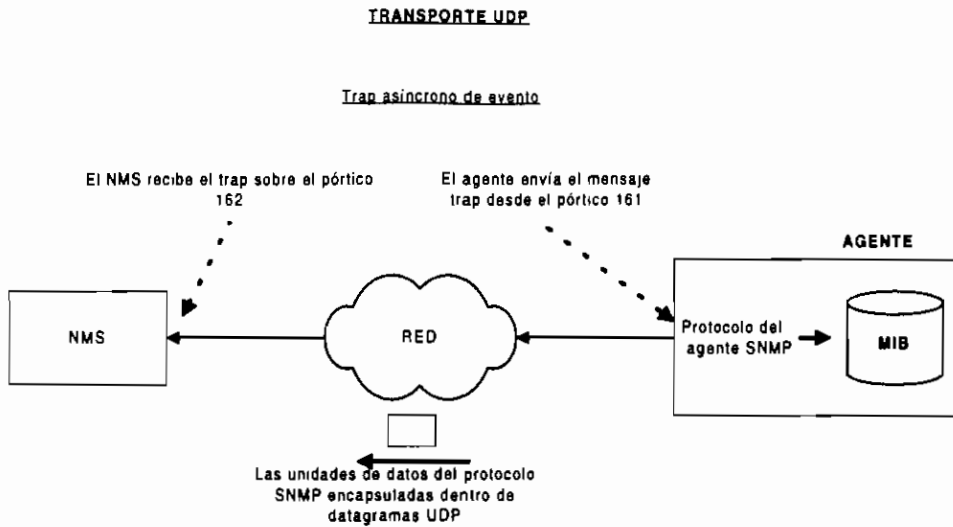 TRANSPORTE UDP
Trap asíncrono de evento
El NMS recibe el trap sobre el pórtico
162
El agente envía el mensaje
trap desde el pórtico 161
AGENTE
NMS
RED
Protocolo del
agente SNMP
MIB
Las unidades de datos del protocolo
SNMP encapsuladas dentro de
datagramas UDP